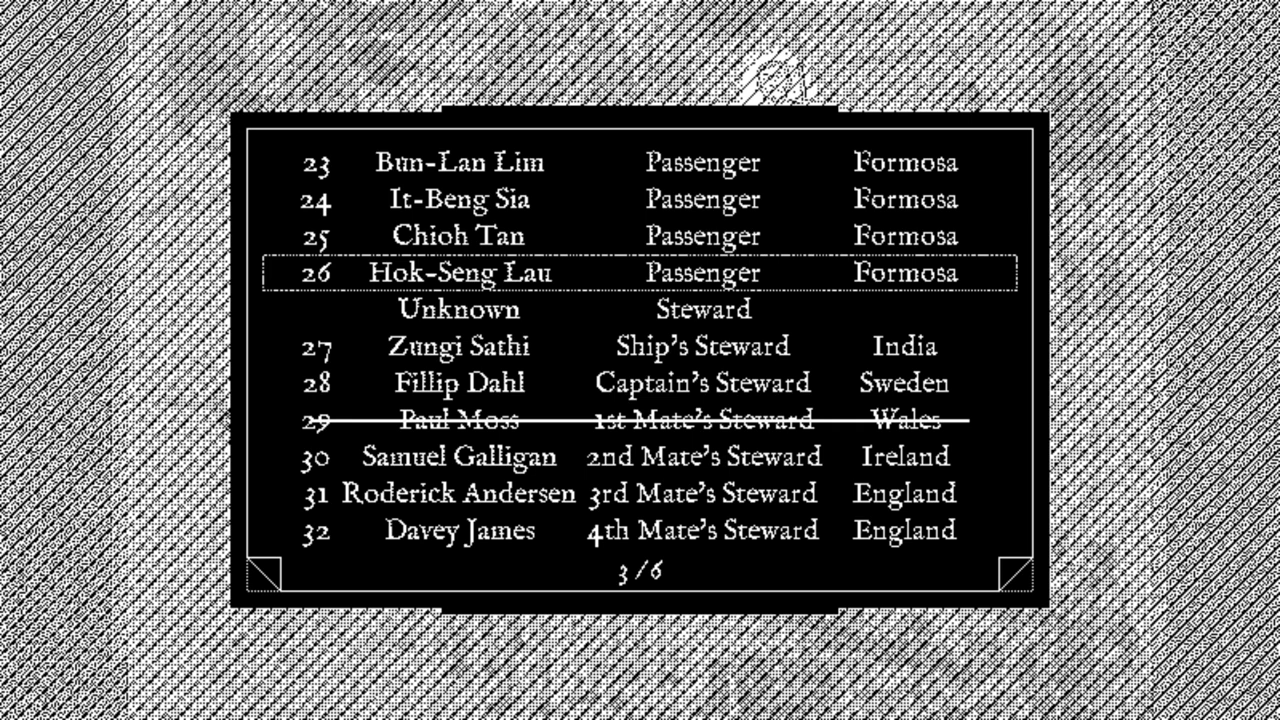 23 Bun-Lan Lim Passenger Formosa
24 It-Beng Sia Passenger Formosa
25 Chioh Tan Passenger Formosa
26 Hok-Seng Lau Passenger Formosa
Unknown Steward
27 Zungi Sathi Ship's Steward India
28 Fillip Dahl Captain's Steward Sweden
29 Paul Moss 1st Mate's Steward Wales
30 Samuel Galligan 2nd Mate's Steward Ireland
31 Roderick Andersen 3rd Mate's Steward England
32 Davey James 4th Mate's Steward England
3/6